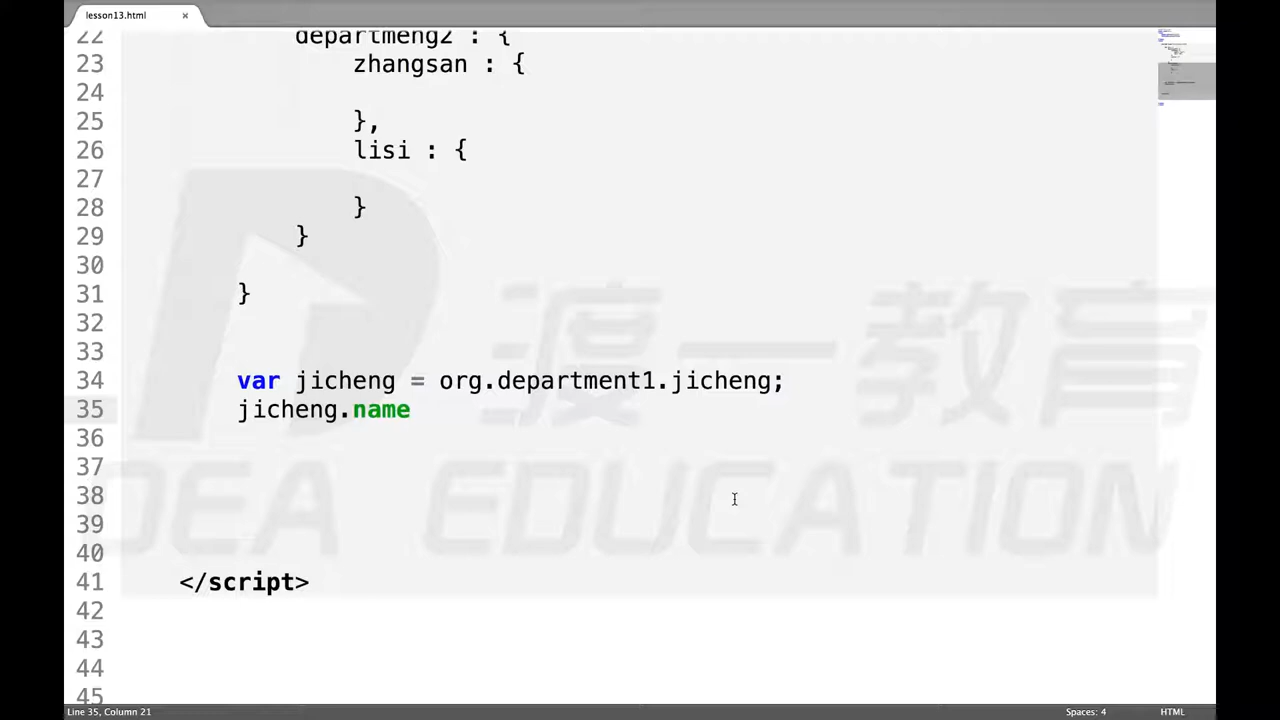 lesson13.html ×
22 departmeng2 : {
23 zhangsan : {
24
25 },
26 lisi : {
27
28 }
29 }
30
31 }
32
33
34 var jicheng = org.department1.jicheng;
35 jicheng.name
36
37
38
39
40
41 </script>
42
43
44
45
渡一教育
DEA EDUCATION
Line 35, Column 21 Spaces: 4 HTML